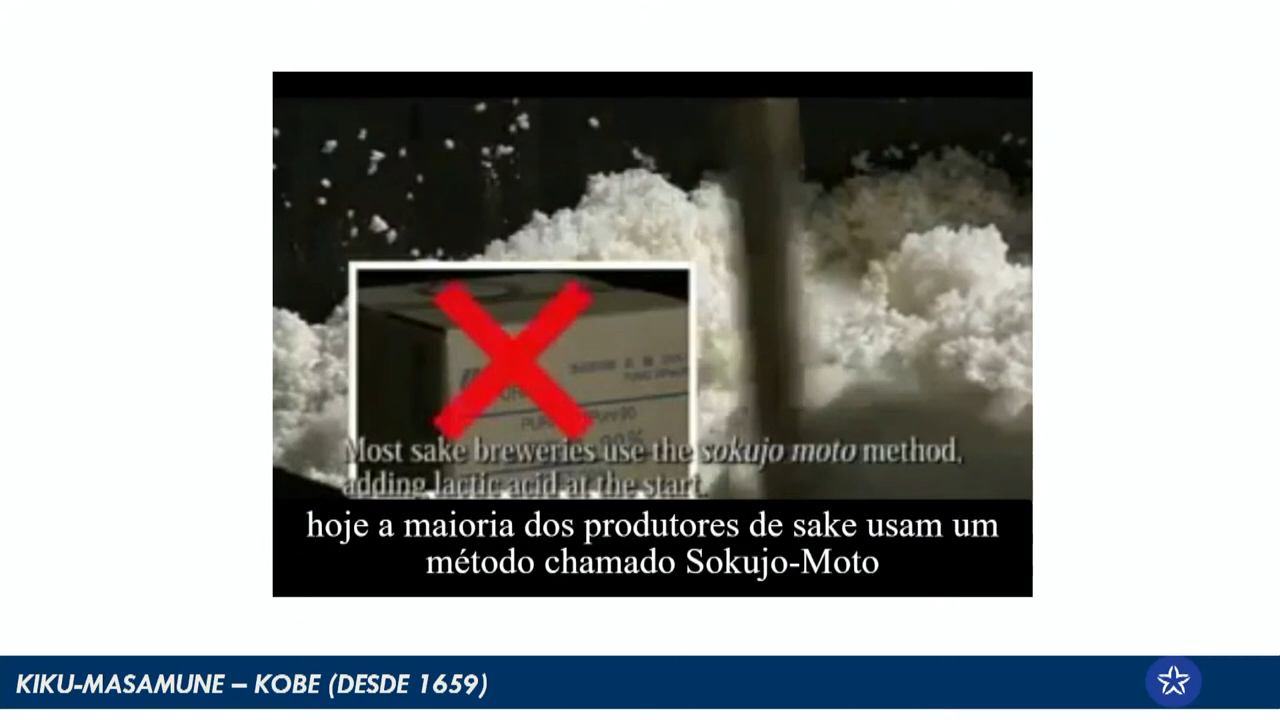 Most sake breweries use the sokujo moto method,
adding lactic acid at the start.
hoje a maioria dos produtores de sake usam um
método chamado Sokujo-Moto
KIKU-MASAMUNE – KOBE (DESDE 1659)